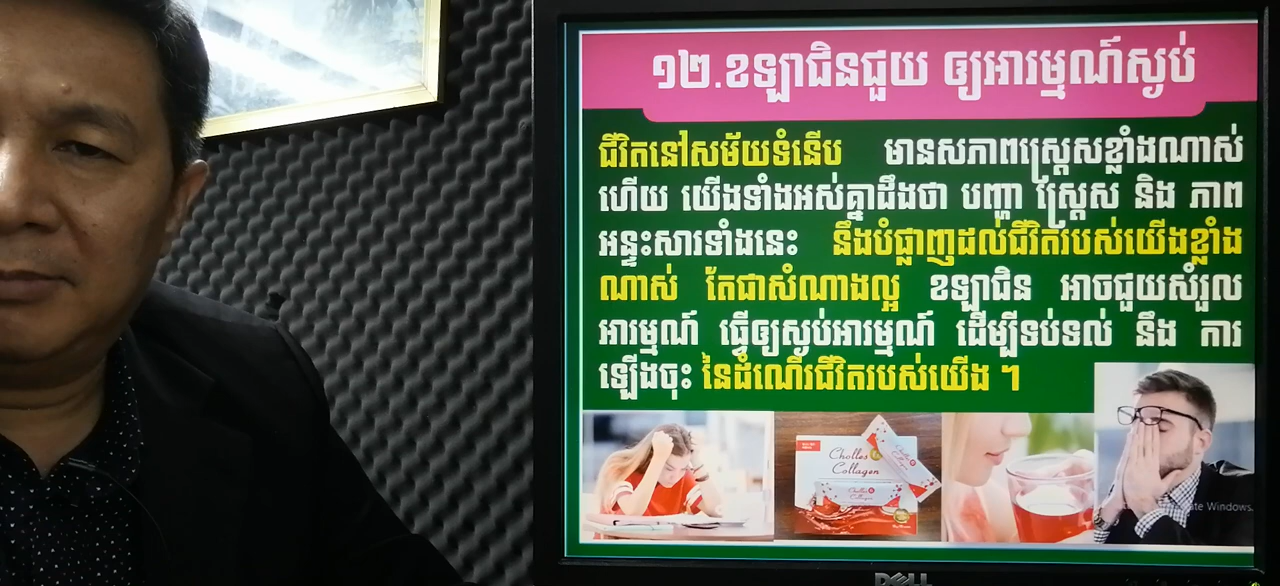 ១២.ខឡាជិនជួយ ឲ្យអារម្មណ៍ស្ងប់
ជីវិតនៅសម័យទំនើប មានសភាពស្ត្រេសខ្លាំងណាស់
ហើយ យើងទាំងអស់គ្នាដឹងថា បញ្ហា ស្ត្រែស និង ភាព
អន្ទះសារទាំងនេះ នឹងបំផ្លាញដល់ជីវិតរបស់យើងខ្លាំង
ណាស់ តែជាសំណាងល្អ ខឡាជិន អាចជួយសំរួល
អារម្មណ៍ ធ្វើឲ្យស្ងប់អារម្មណ៍ ដើម្បីទប់ទល់ នឹង ការ
ឡើងចុះ នៃដំណើរជីវិតរបស់យើង ។
Cholles
Collagen
Cholles
Collagen
ate Windows.
DELL